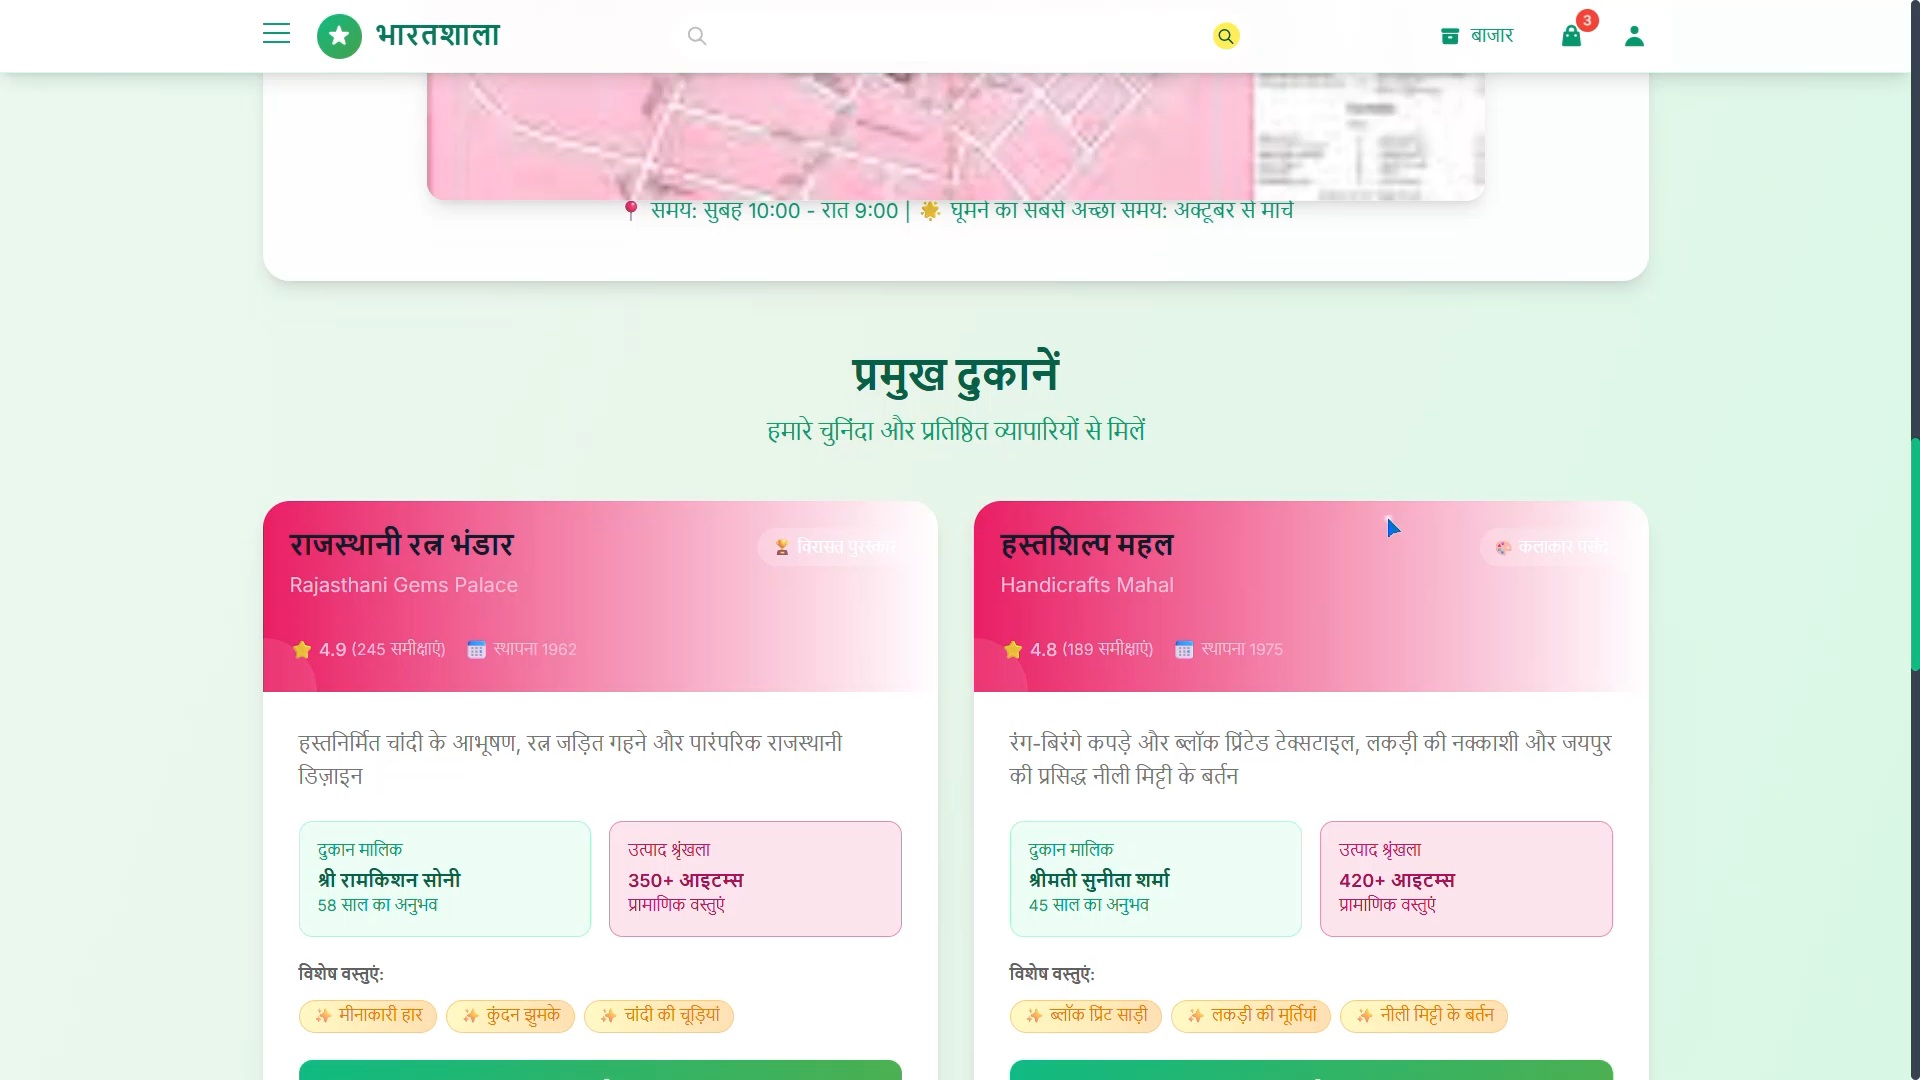 भारतशाला
बाजार
3
समय: सुबह 10:00 - रात 9:00 | घूमने का सबसे अच्छा समय: अक्टूबर से मार्च
प्रमुख दुकानें
हमारे चुनिंदा और प्रतिष्ठित व्यापारियों से मिलें
राजस्थानी रत्न भंडार
विरासत पुरस्कार
Rajasthani Gems Palace
4.9 (245 समीक्षाएं) स्थापना 1962
हस्तनिर्मित चांदी के आभूषण, रत्न जड़ित गहने और पारंपरिक राजस्थानी
डिज़ाइन
दुकान मालिक
श्री रामकिशन सोनी
58 साल का अनुभव
उत्पाद श्रृंखला
350+ आइटम्स
प्रामाणिक वस्तुएं
विशेष वस्तुएं:
मीनाकारी हार
कुंदन झुमके
चांदी की चूड़ियां
हस्तशिल्प महल
कलाकार पसंद
Handicrafts Mahal
4.8 (189 समीक्षाएं) स्थापना 1975
रंग-बिरंगे कपड़े और ब्लॉक प्रिंटेड टेक्सटाइल, लकड़ी की नक्काशी और जयपुर
की प्रसिद्ध नीली मिट्टी के बर्तन
दुकान मालिक
श्रीमती सुनीता शर्मा
45 साल का अनुभव
उत्पाद श्रृंखला
420+ आइटम्स
प्रामाणिक वस्तुएं
विशेष वस्तुएं:
ब्लॉक प्रिंट साड़ी
लकड़ी की मूर्तियां
नीली मिट्टी के बर्तन